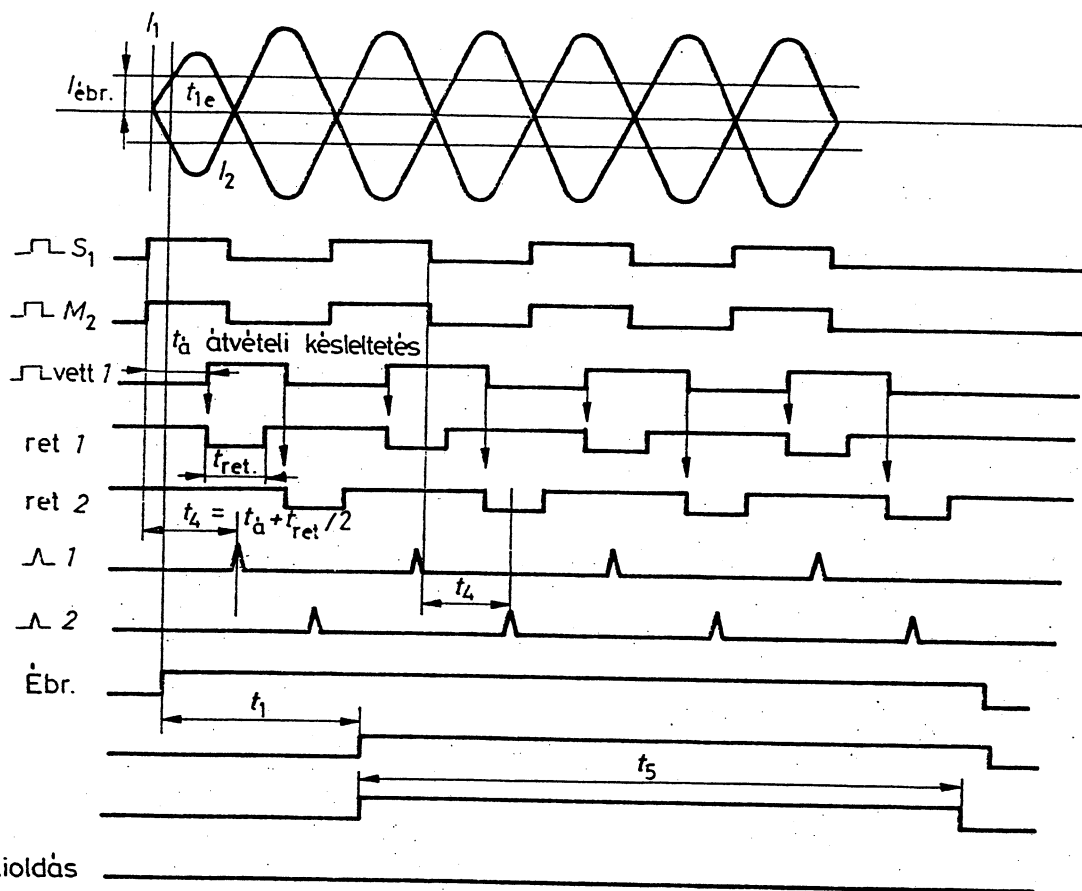 I₁
I ébr.
t₁ₑ
I₂
S₁
M₂
tá átvételi késleltetés
vett 1
ret 1
tret.
ret 2
t₄ = tá + tret/2
1
t₄
2
Ébr.
t₁
t₅
ioldás